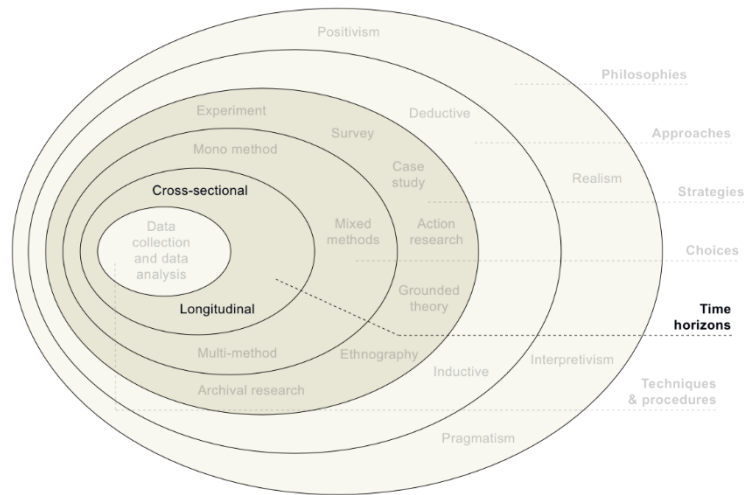 Positivism
Philosophies
Experiment
Deductive
Survey
Approaches
Mono method
Case
study
Realism
Cross-sectional
Strategies
Data
collection
and data
analysis
Mixed
methods
Action
research
Choices
Grounded
theory
Longitudinal
Time
horizons
Multi-method
Ethnography
Interpretivism
Inductive
Archival research
Techniques
& procedures
Pragmatism